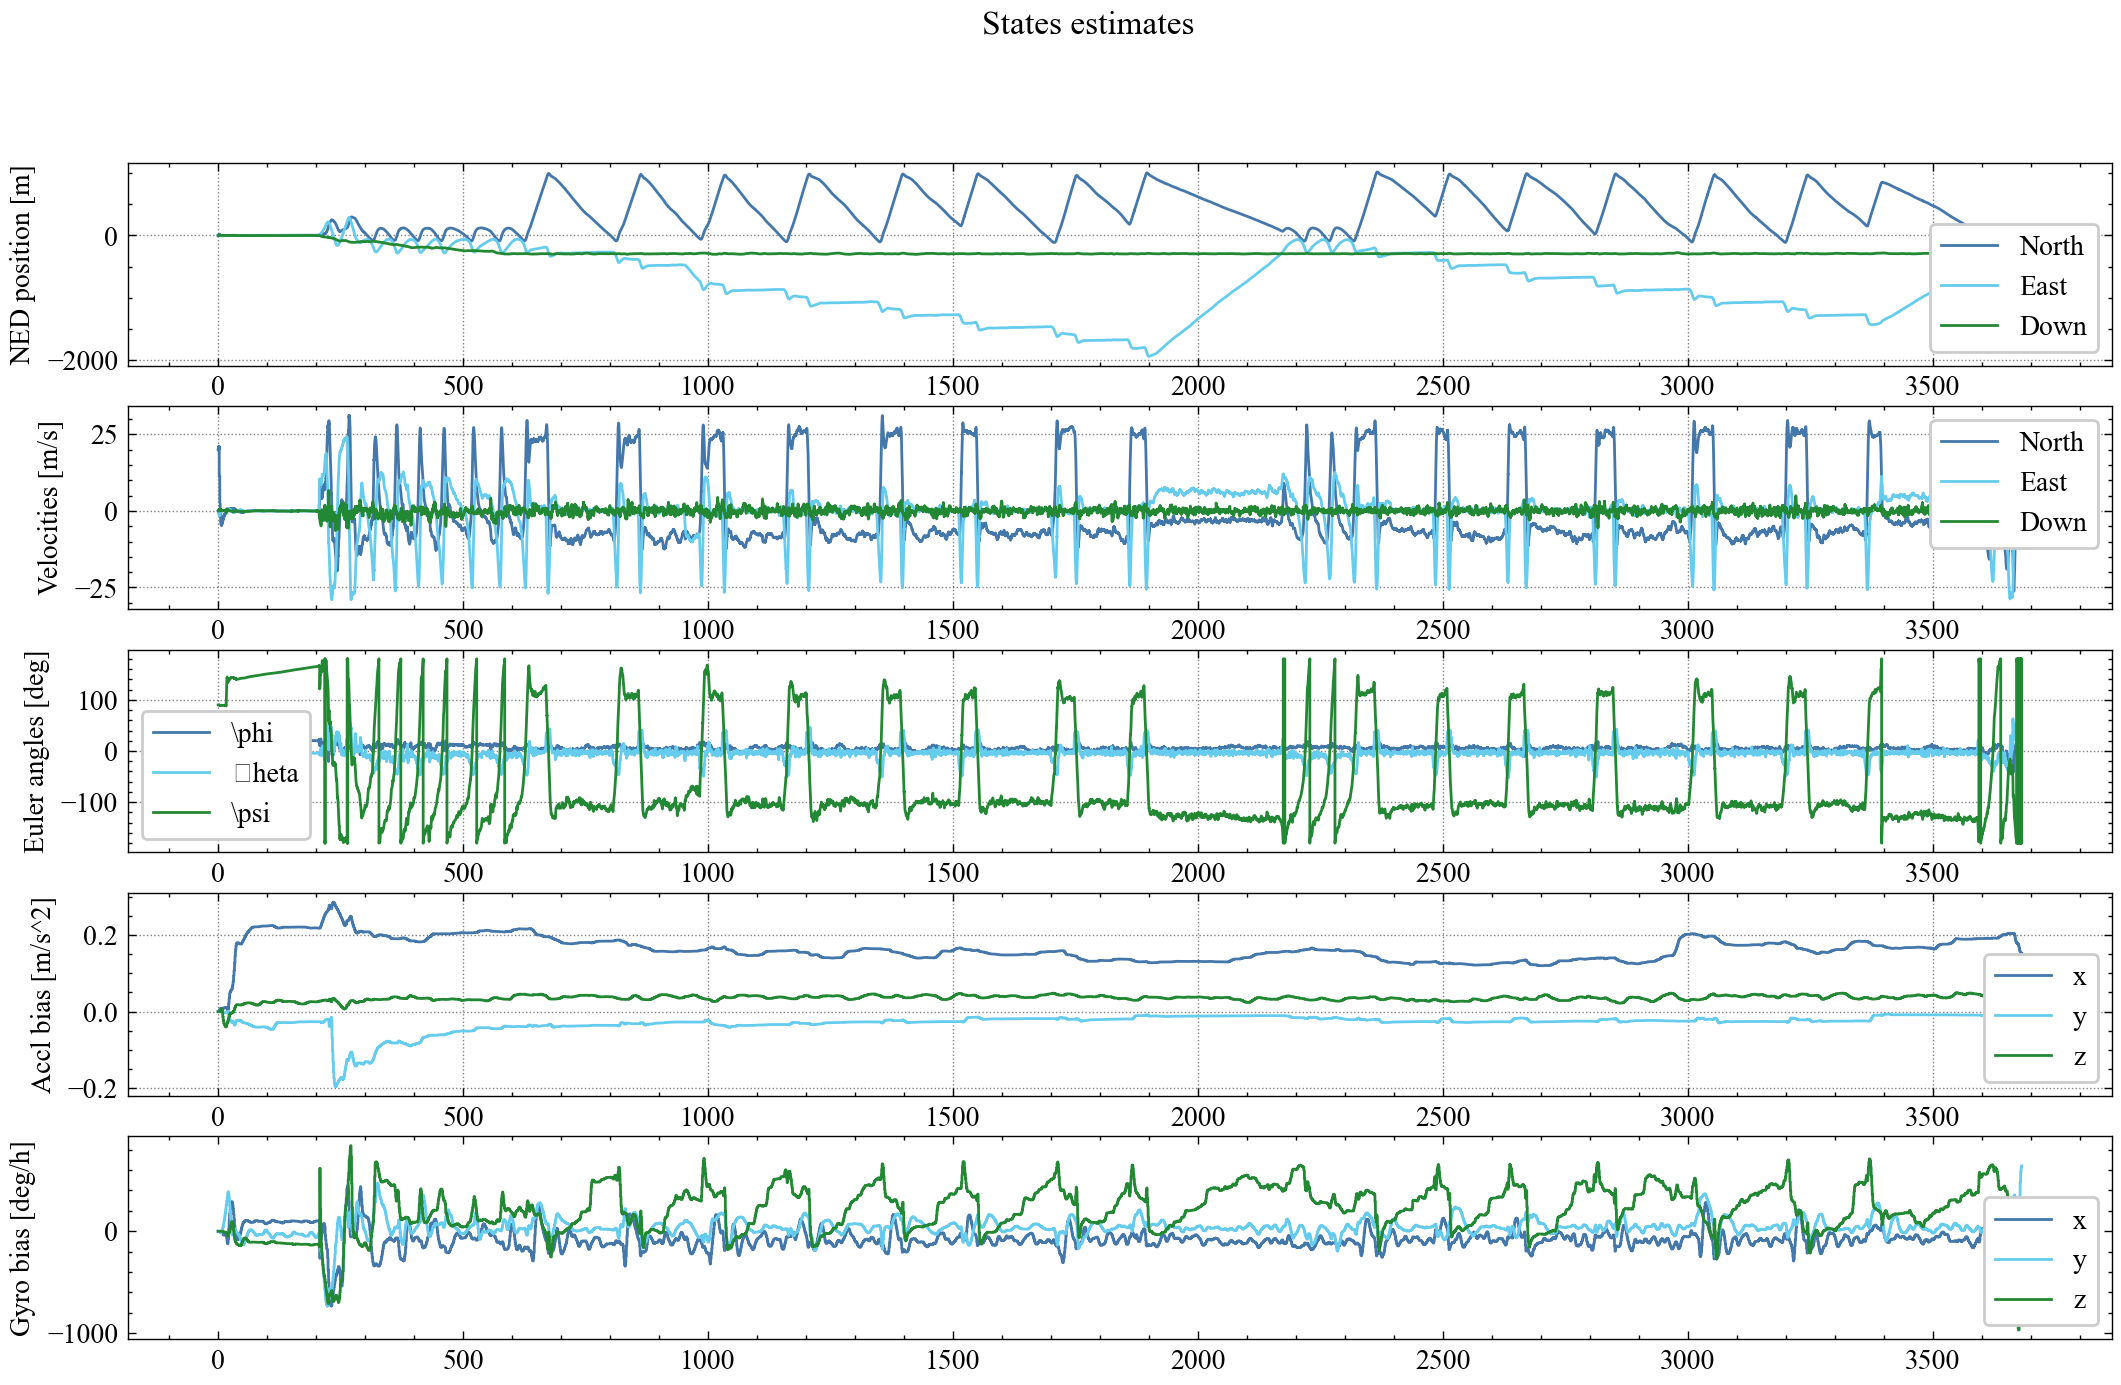 States estimates
NED position [m]
0
−2000
North
East
Down
0 500 1000 1500 2000 2500 3000 3500
Velocities [m/s]
25
0
−25
North
East
Down
0 500 1000 1500 2000 2500 3000 3500
Euler angles [deg]
100
0
−100
\phi
□heta
\psi
0 500 1000 1500 2000 2500 3000 3500
Accl bias [m/s^2]
0.2
0.0
−0.2
x
y
z
0 500 1000 1500 2000 2500 3000 3500
Gyro bias [deg/h]
0
−1000
x
y
z
0 500 1000 1500 2000 2500 3000 3500